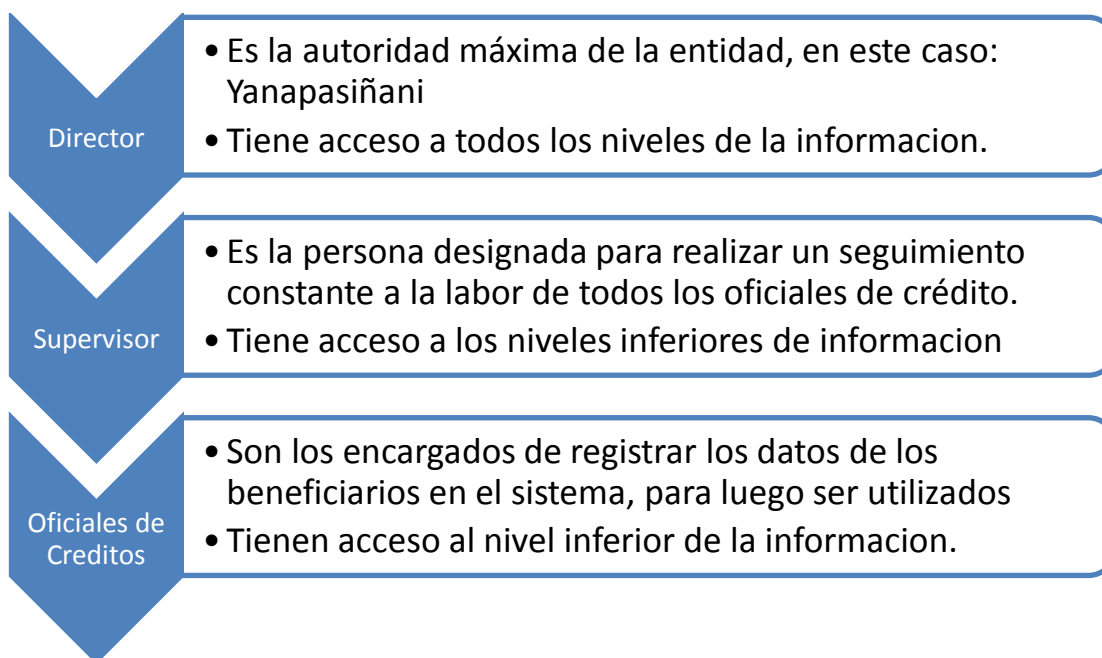 Director
• Es la autoridad máxima de la entidad, en este caso:
Yanapasiñani
• Tiene acceso a todos los niveles de la informacion.
Supervisor
• Es la persona designada para realizar un seguimiento
constante a la labor de todos los oficiales de crédito.
• Tiene acceso a los niveles inferiores de informacion
Oficiales de
Creditos
• Son los encargados de registrar los datos de los
beneficiarios en el sistema, para luego ser utilizados
• Tienen acceso al nivel inferior de la informacion.